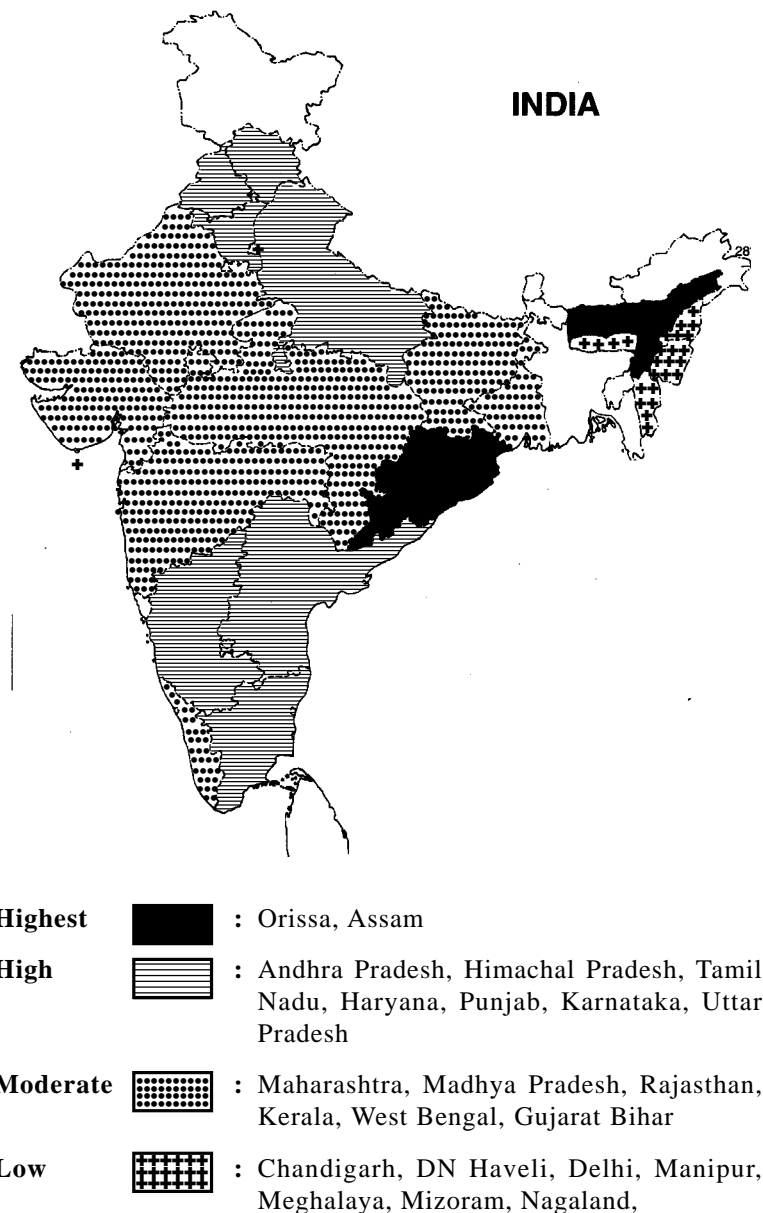 INDIA
28
Highest : Orissa, Assam
High : Andhra Pradesh, Himachal Pradesh, Tamil
Nadu, Haryana, Punjab, Karnataka, Uttar
Pradesh
Moderate : Maharashtra, Madhya Pradesh, Rajasthan,
Kerala, West Bengal, Gujarat Bihar
Low : Chandigarh, DN Haveli, Delhi, Manipur,
Meghalaya, Mizoram, Nagaland,